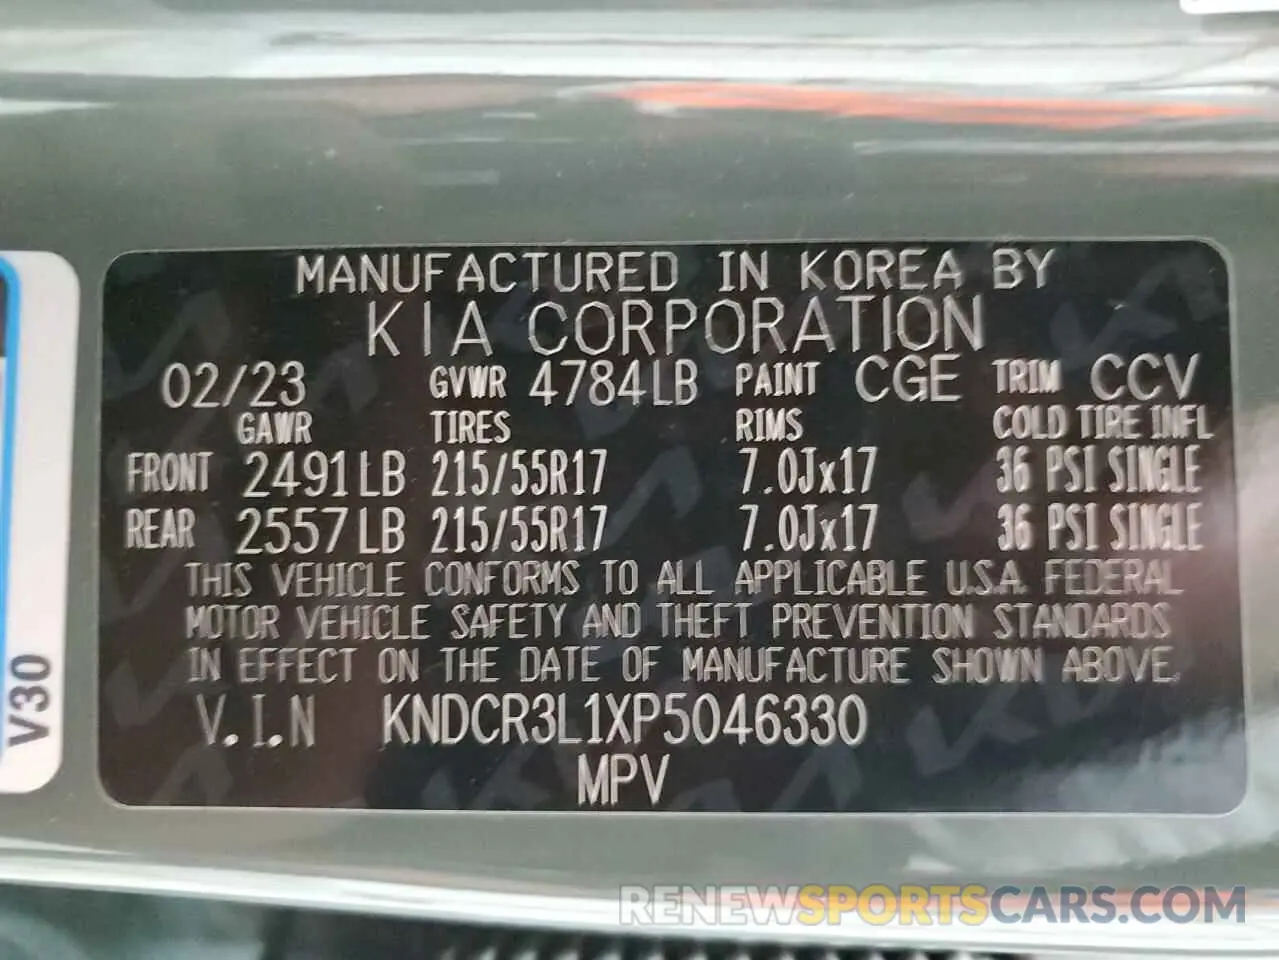 MANUFACTURED IN KOREA BY
KIA CORPORATION
02/23 GVWR 4784LB PAINT CGE TRIM CCV
GAWR TIRES RIMS COLD TIRE INFL
FRONT 2491LB 215/55R17 7.0Jx17 36 PSI SINGLE
REAR 2557LB 215/55R17 7.0Jx17 36 PSI SINGLE
THIS VEHICLE CONFORMS TO ALL APPLICABLE U.S.A. FEDERAL
MOTOR VEHICLE SAFETY AND THEFT PREVENTION STANDARDS
IN EFFECT ON THE DATE OF MANUFACTURE SHOWN ABOVE.
V.I.N KNDCR3L1XP5046330
MPV
V30
RENEWSPORTSCARS.COM